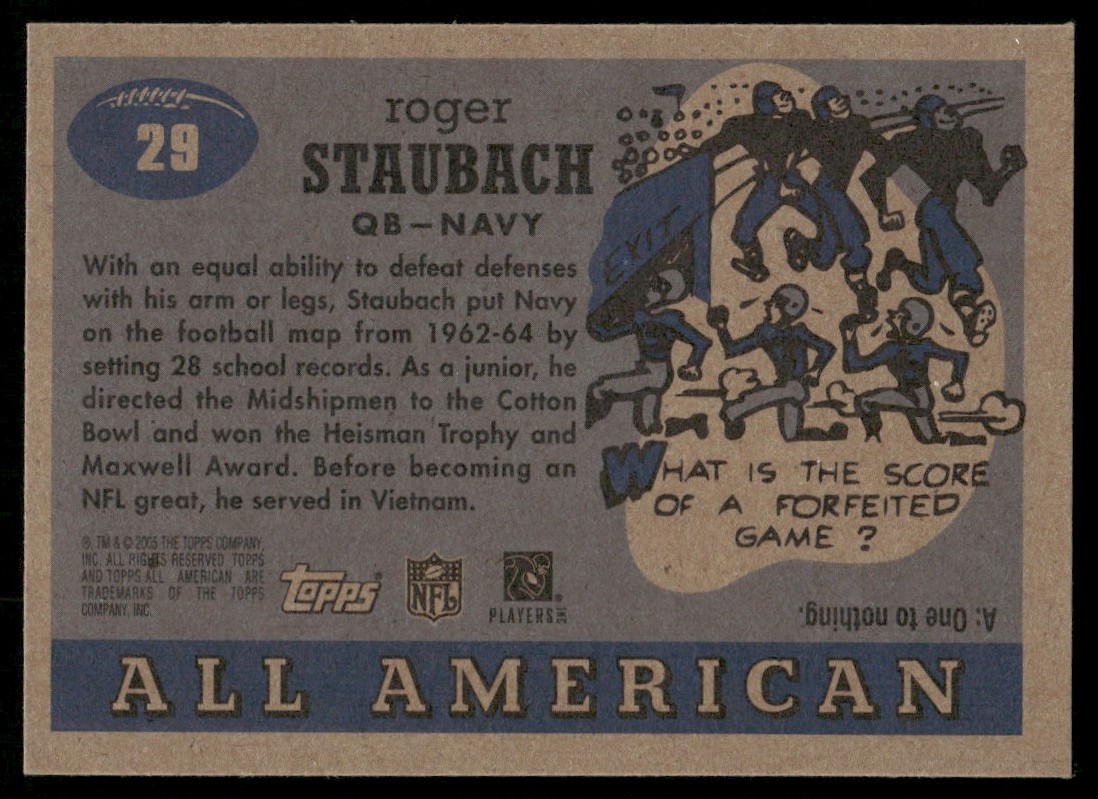 29
roger
STAUBACH
QB–NAVY
With an equal ability to defeat defenses
with his arm or legs, Staubach put Navy
on the football map from 1962-64 by
setting 28 school records. As a junior, he
directed the Midshipmen to the Cotton
Bowl and won the Heisman Trophy and
Maxwell Award. Before becoming an
NFL great, he served in Vietnam.
EXIT
WHAT IS THE SCORE
OF A FORFEITED
GAME ?
A: One to nothing.
®, TM & © 2005 THE TOPPS COMPANY,
INC. ALL RIGHTS RESERVED TOPPS
AND TOPPS ALL AMERICAN ARE
TRADEMARKS OF THE TOPPS
COMPANY, INC.
topps
NFL
PLAYERS INC
ALL AMERICAN